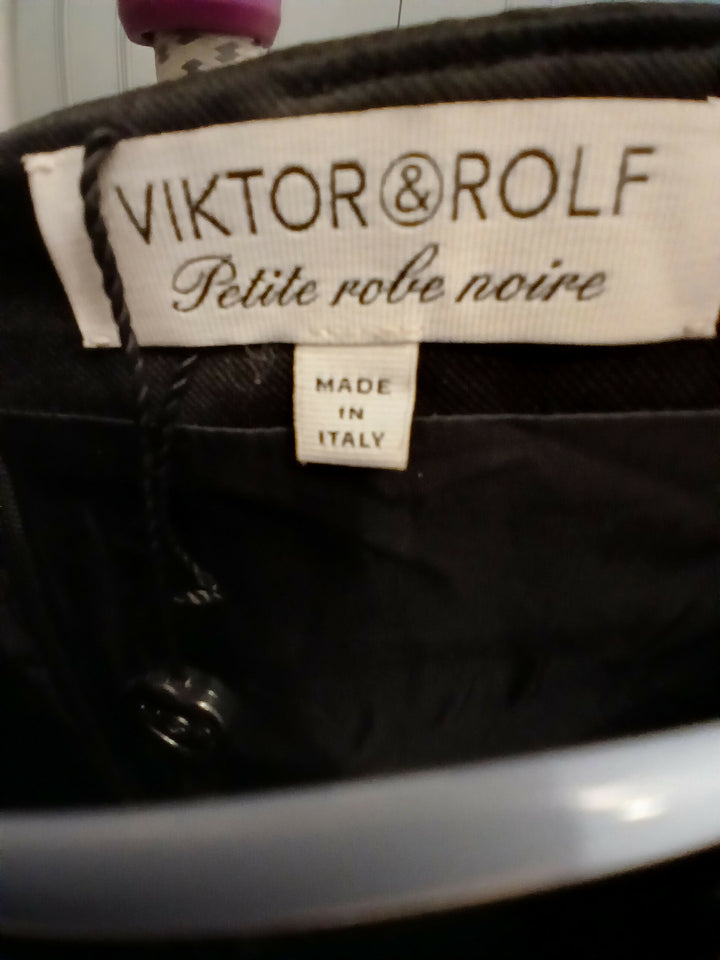 VIKTOR&ROLF
Petite robe noire
MADE
IN
ITALY